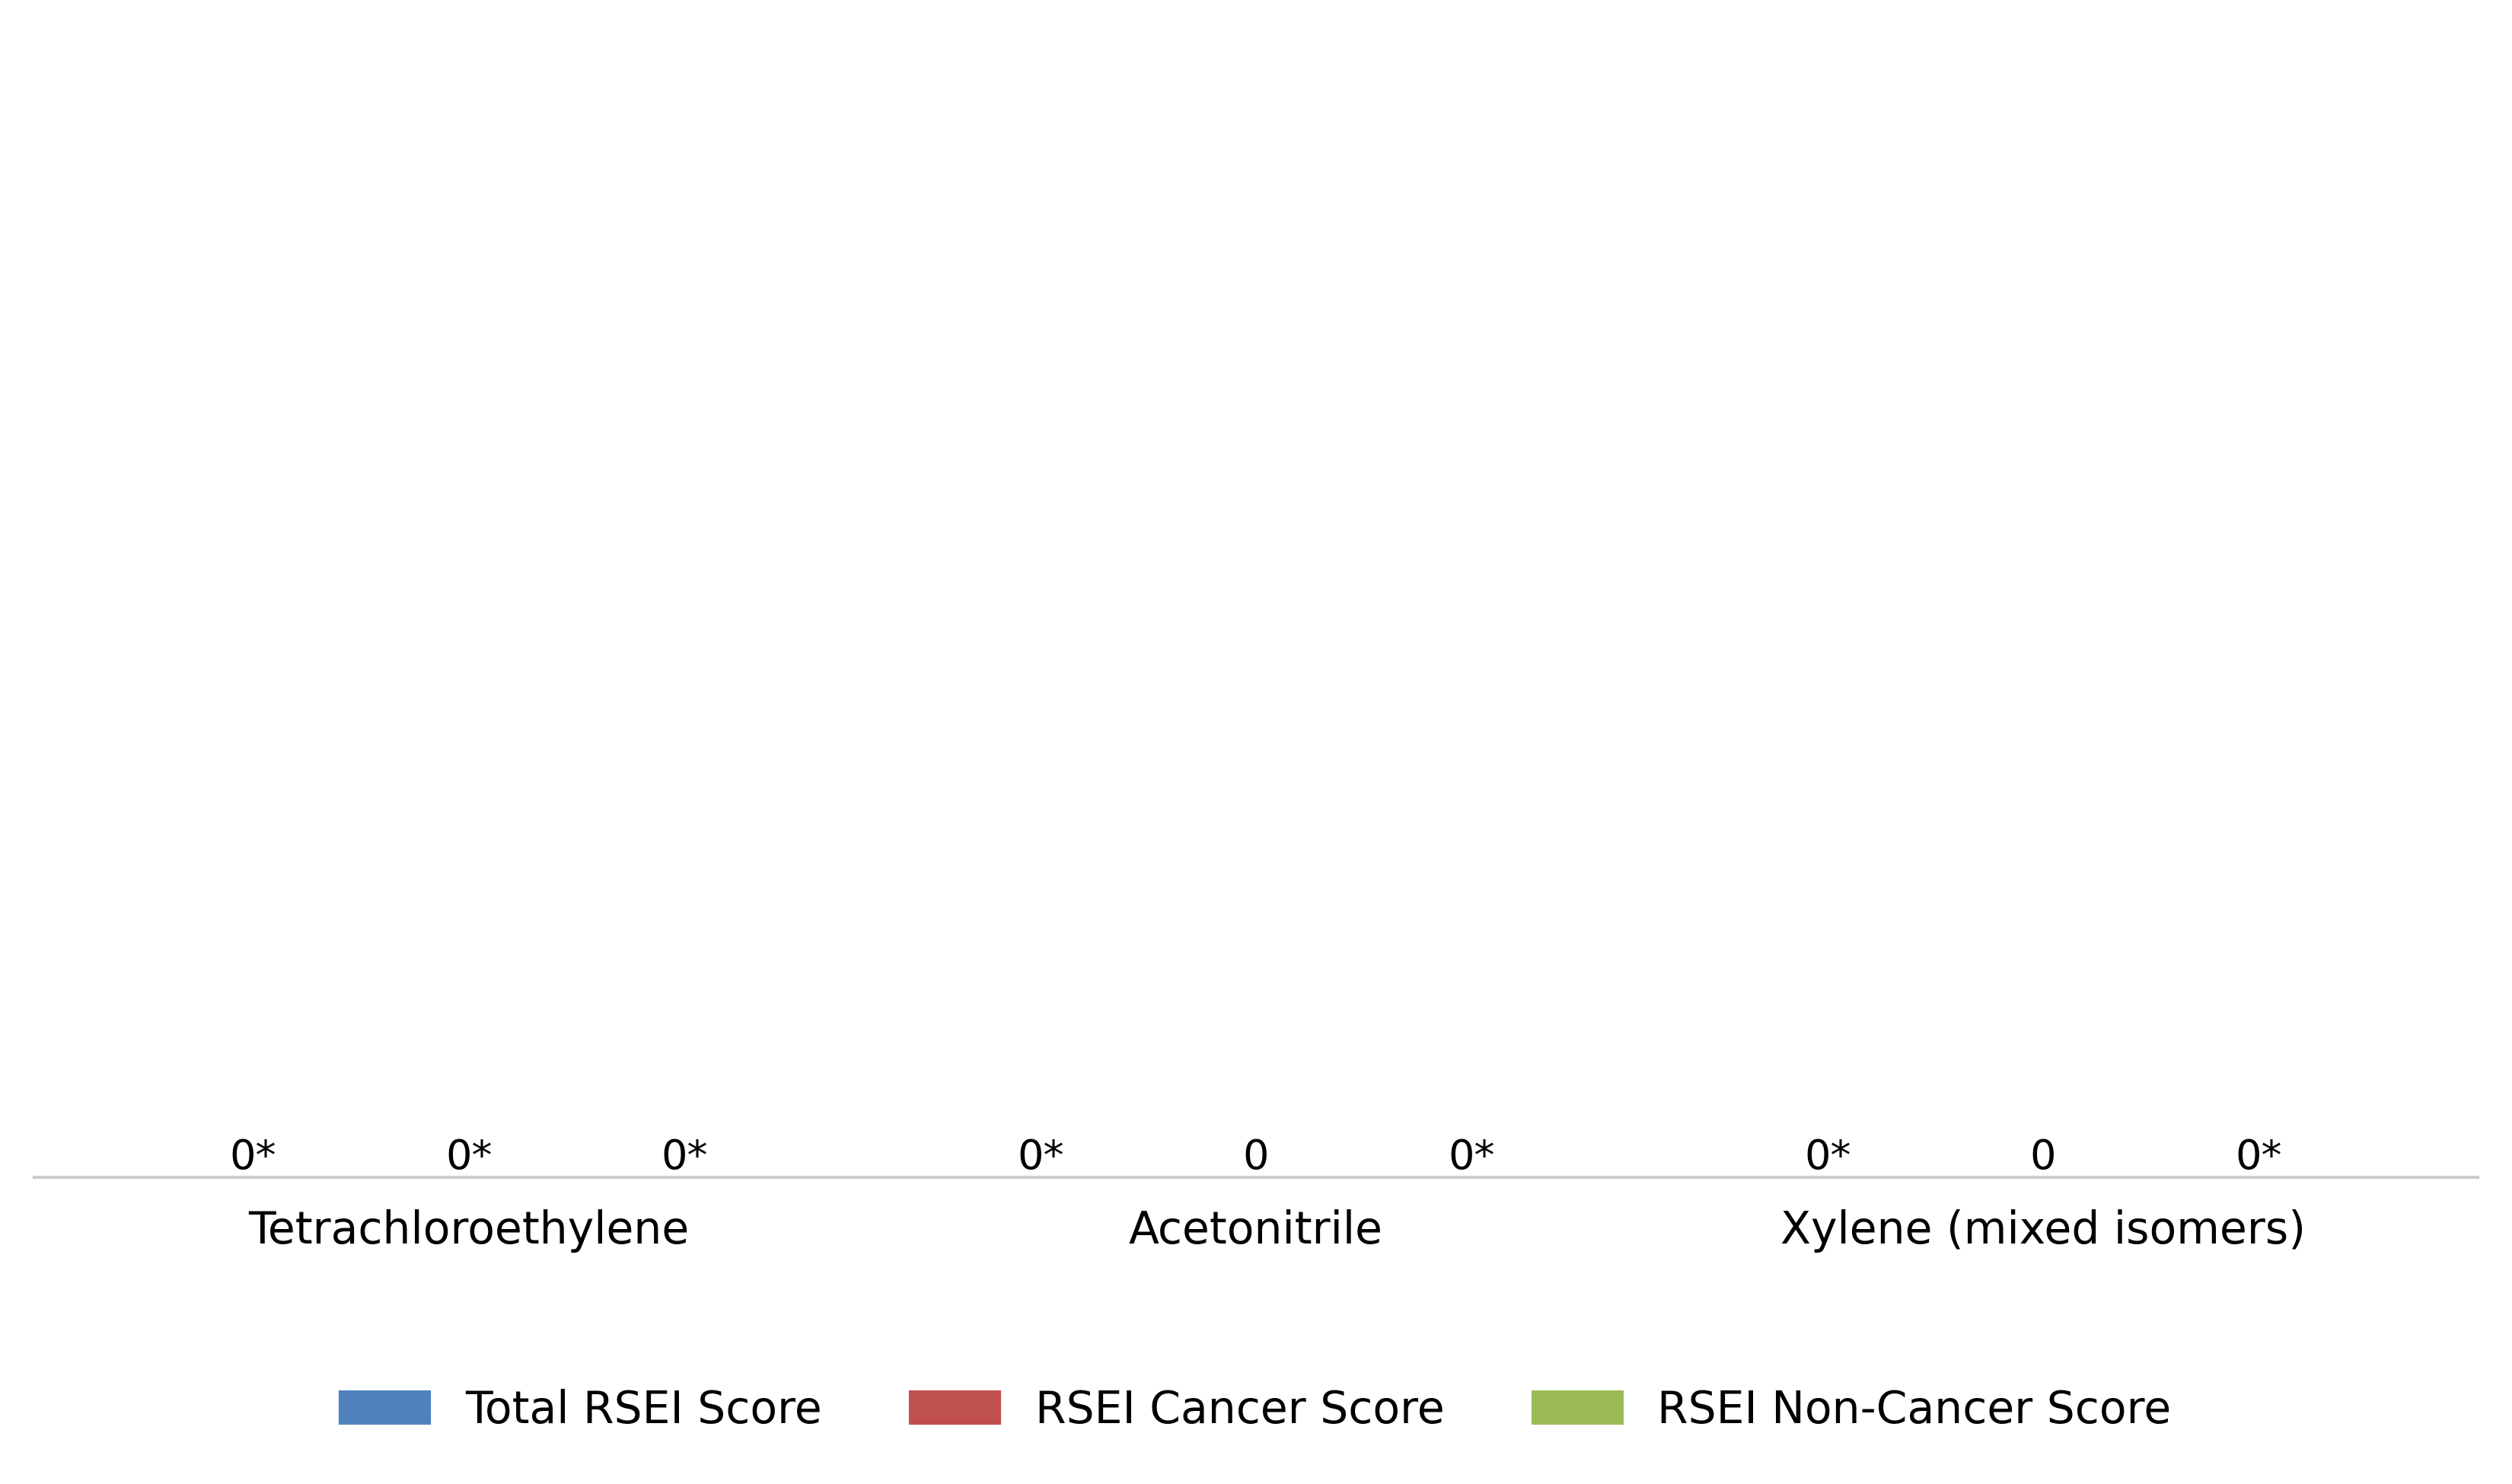 0* 0* 0* 0* 0 0* 0* 0 0*
Tetrachloroethylene Acetonitrile Xylene (mixed isomers)
Total RSEI Score RSEI Cancer Score RSEI Non-Cancer Score